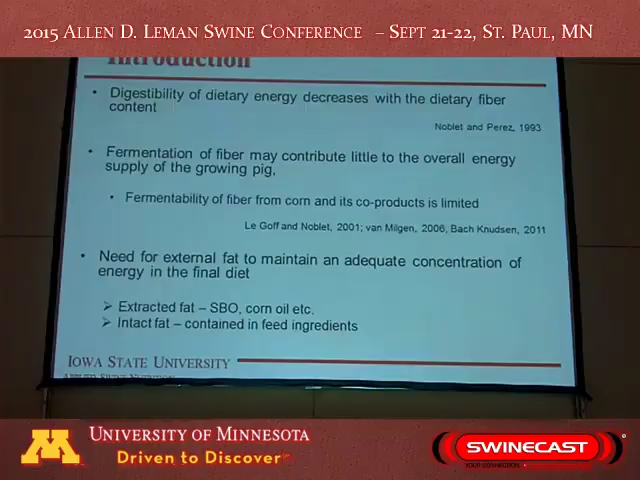 2015 Allen D. Leman Swine Conference – Sept 21-22, St. Paul, MN
Introduction
• Digestibility of dietary energy decreases with the dietary fiber
content
Noblet and Perez, 1993
• Fermentation of fiber may contribute little to the overall energy
supply of the growing pig,
• Fermentability of fiber from corn and its co-products is limited
Le Goff and Noblet, 2001; van Milgen, 2006, Bach Knudsen, 2011
• Need for external fat to maintain an adequate concentration of
energy in the final diet
➢ Extracted fat – SBO, corn oil etc.
➢ Intact fat – contained in feed ingredients
Iowa State University
Applied Swine Nutrition
M University of Minnesota
Driven to Discover
SWINECAST
YOUR CONNECTION